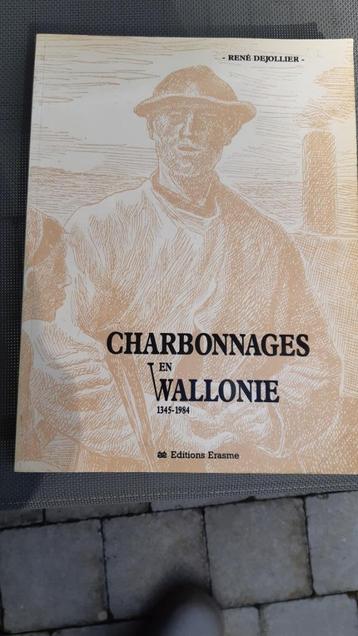 - RENÉ DEJOLLIER -
CHARBONNAGES
EN
WALLONIE
1345-1984
Editions Erasme